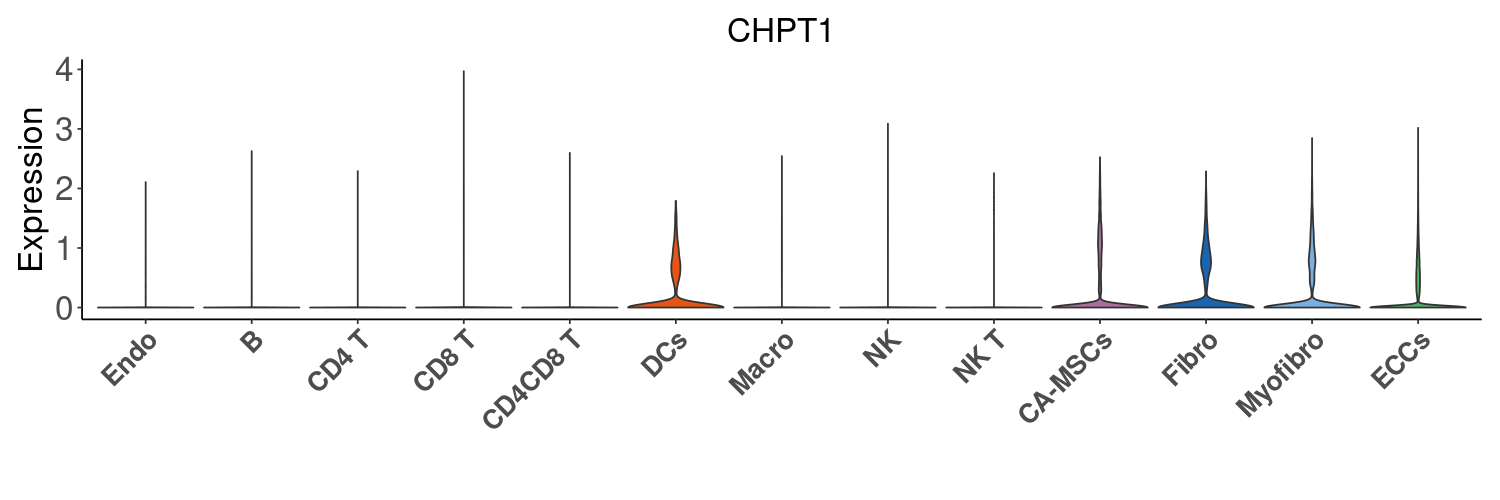 CHPT1
Expression
4
3
2
1
0
Endo
B
CD4 T
CD8 T
CD4CD8 T
DCs
Macro
NK
NK T
CA-MSCs
Fibro
Myofibro
ECCs